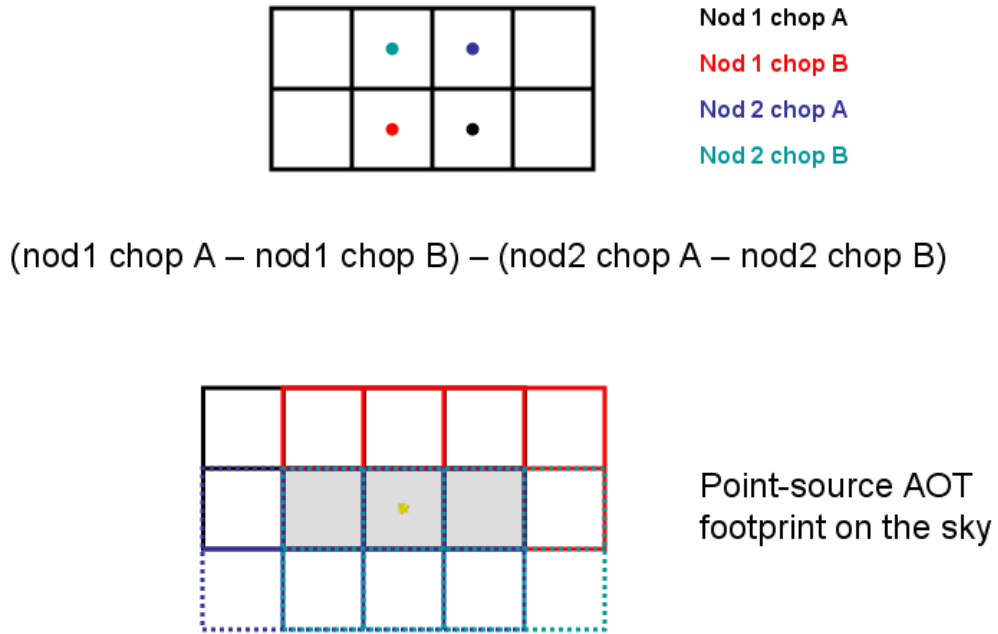 Nod 1 chop A
Nod 1 chop B
Nod 2 chop A
Nod 2 chop B
(nod1 chop A – nod1 chop B) – (nod2 chop A – nod2 chop B)
Point-source AOT
footprint on the sky